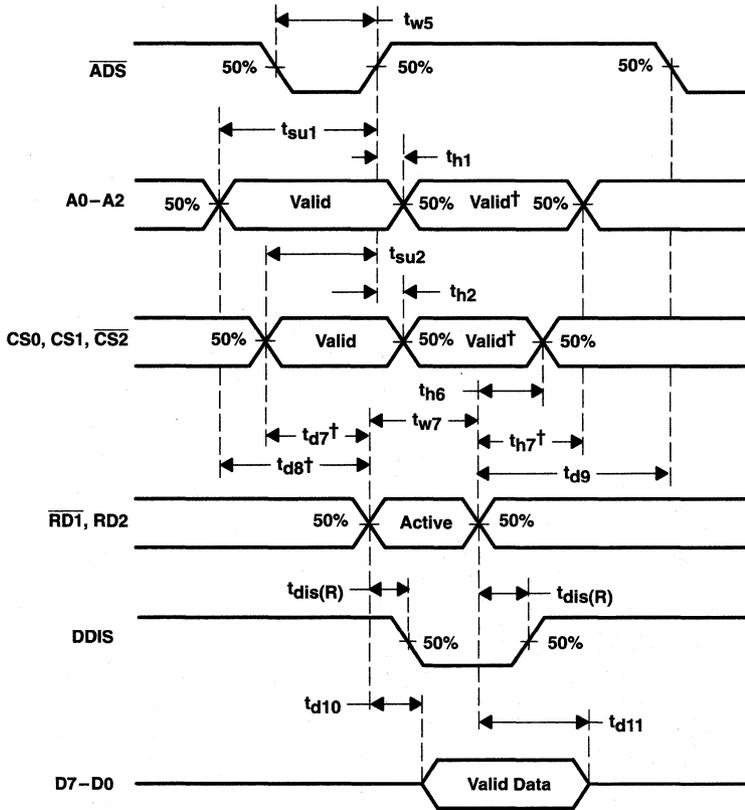 tw5
ADS 50% 50% 50%
tsu1
th1
A0–A2 50% Valid 50% Valid† 50%
tsu2
th2
CS0, CS1, CS2 50% Valid 50% Valid† 50%
th6
tw7
td7† th7†
td8† td9
RD1, RD2 50% Active 50%
tdis(R) tdis(R)
DDIS 50% 50%
td10
td11
D7–D0 Valid Data